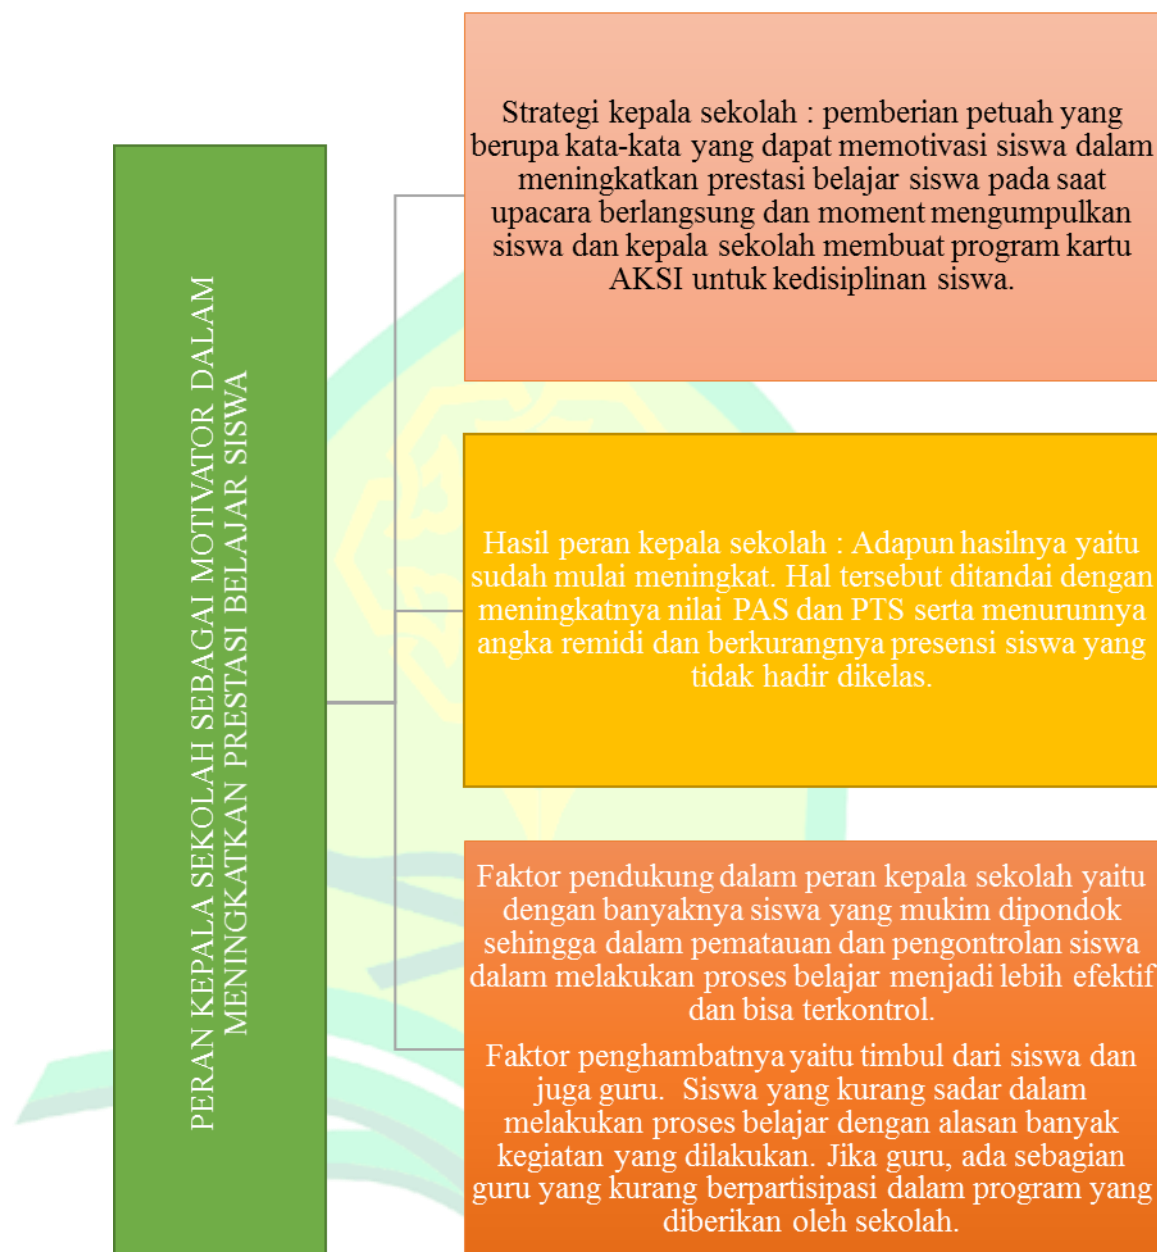 PERAN KEPALA SEKOLAH SEBAGAI MOTIVATOR DALAM
MENINGKATKAN PRESTASI BELAJAR SISWA
Strategi kepala sekolah : pemberian petuah yang
berupa kata-kata yang dapat memotivasi siswa dalam
meningkatkan prestasi belajar siswa pada saat
upacara berlangsung dan moment mengumpulkan
siswa dan kepala sekolah membuat program kartu
AKSI untuk kedisiplinan siswa.
Hasil peran kepala sekolah : Adapun hasilnya yaitu
sudah mulai meningkat. Hal tersebut ditandai dengan
meningkatnya nilai PAS dan PTS serta menurunnya
angka remidi dan berkurangnya presensi siswa yang
tidak hadir dikelas.
Faktor pendukung dalam peran kepala sekolah yaitu
dengan banyaknya siswa yang mukim dipondok
sehingga dalam pematauan dan pengontrolan siswa
dalam melakukan proses belajar menjadi lebih efektif
dan bisa terkontrol.
Faktor penghambatnya yaitu timbul dari siswa dan
juga guru. Siswa yang kurang sadar dalam
melakukan proses belajar dengan alasan banyak
kegiatan yang dilakukan. Jika guru, ada sebagian
guru yang kurang berpartisipasi dalam program yang
diberikan oleh sekolah.